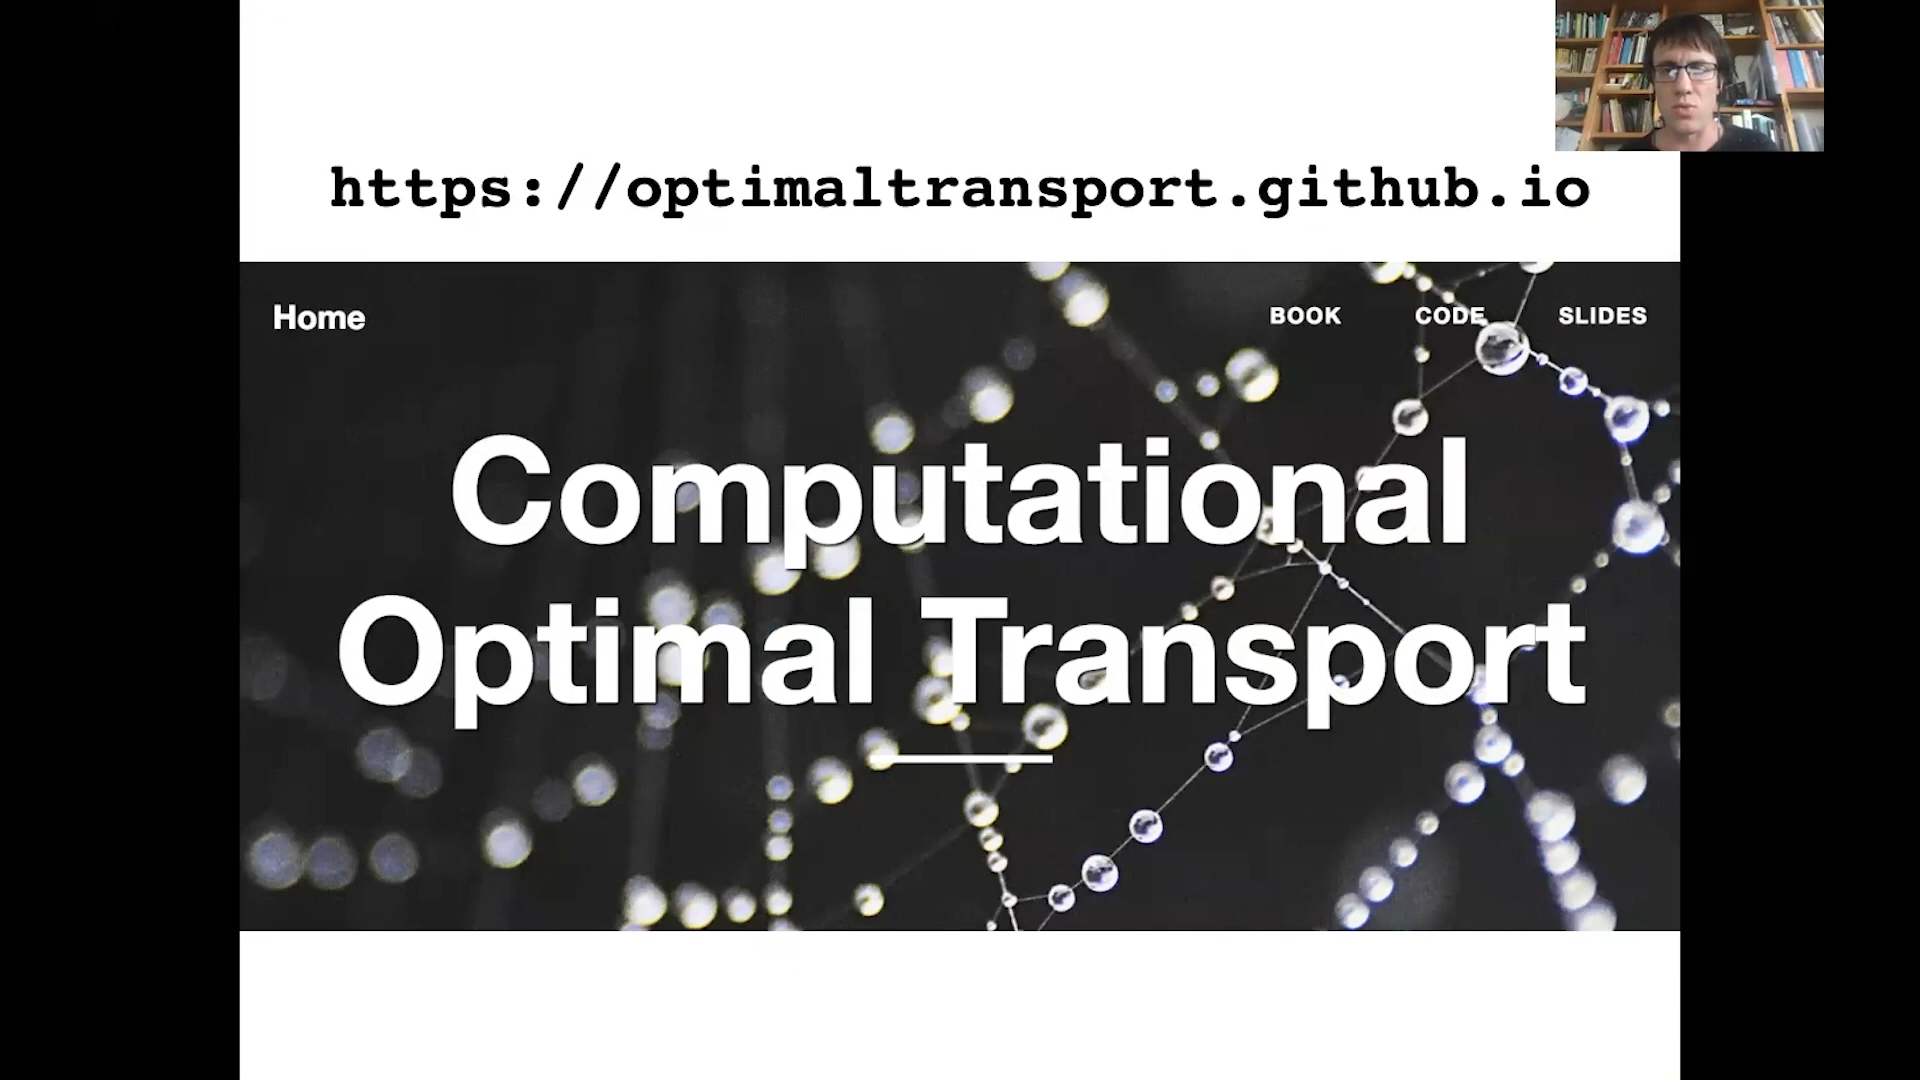 https://optimaltransport.github.io
Home
BOOK CODE SLIDES
Computational
Optimal Transport